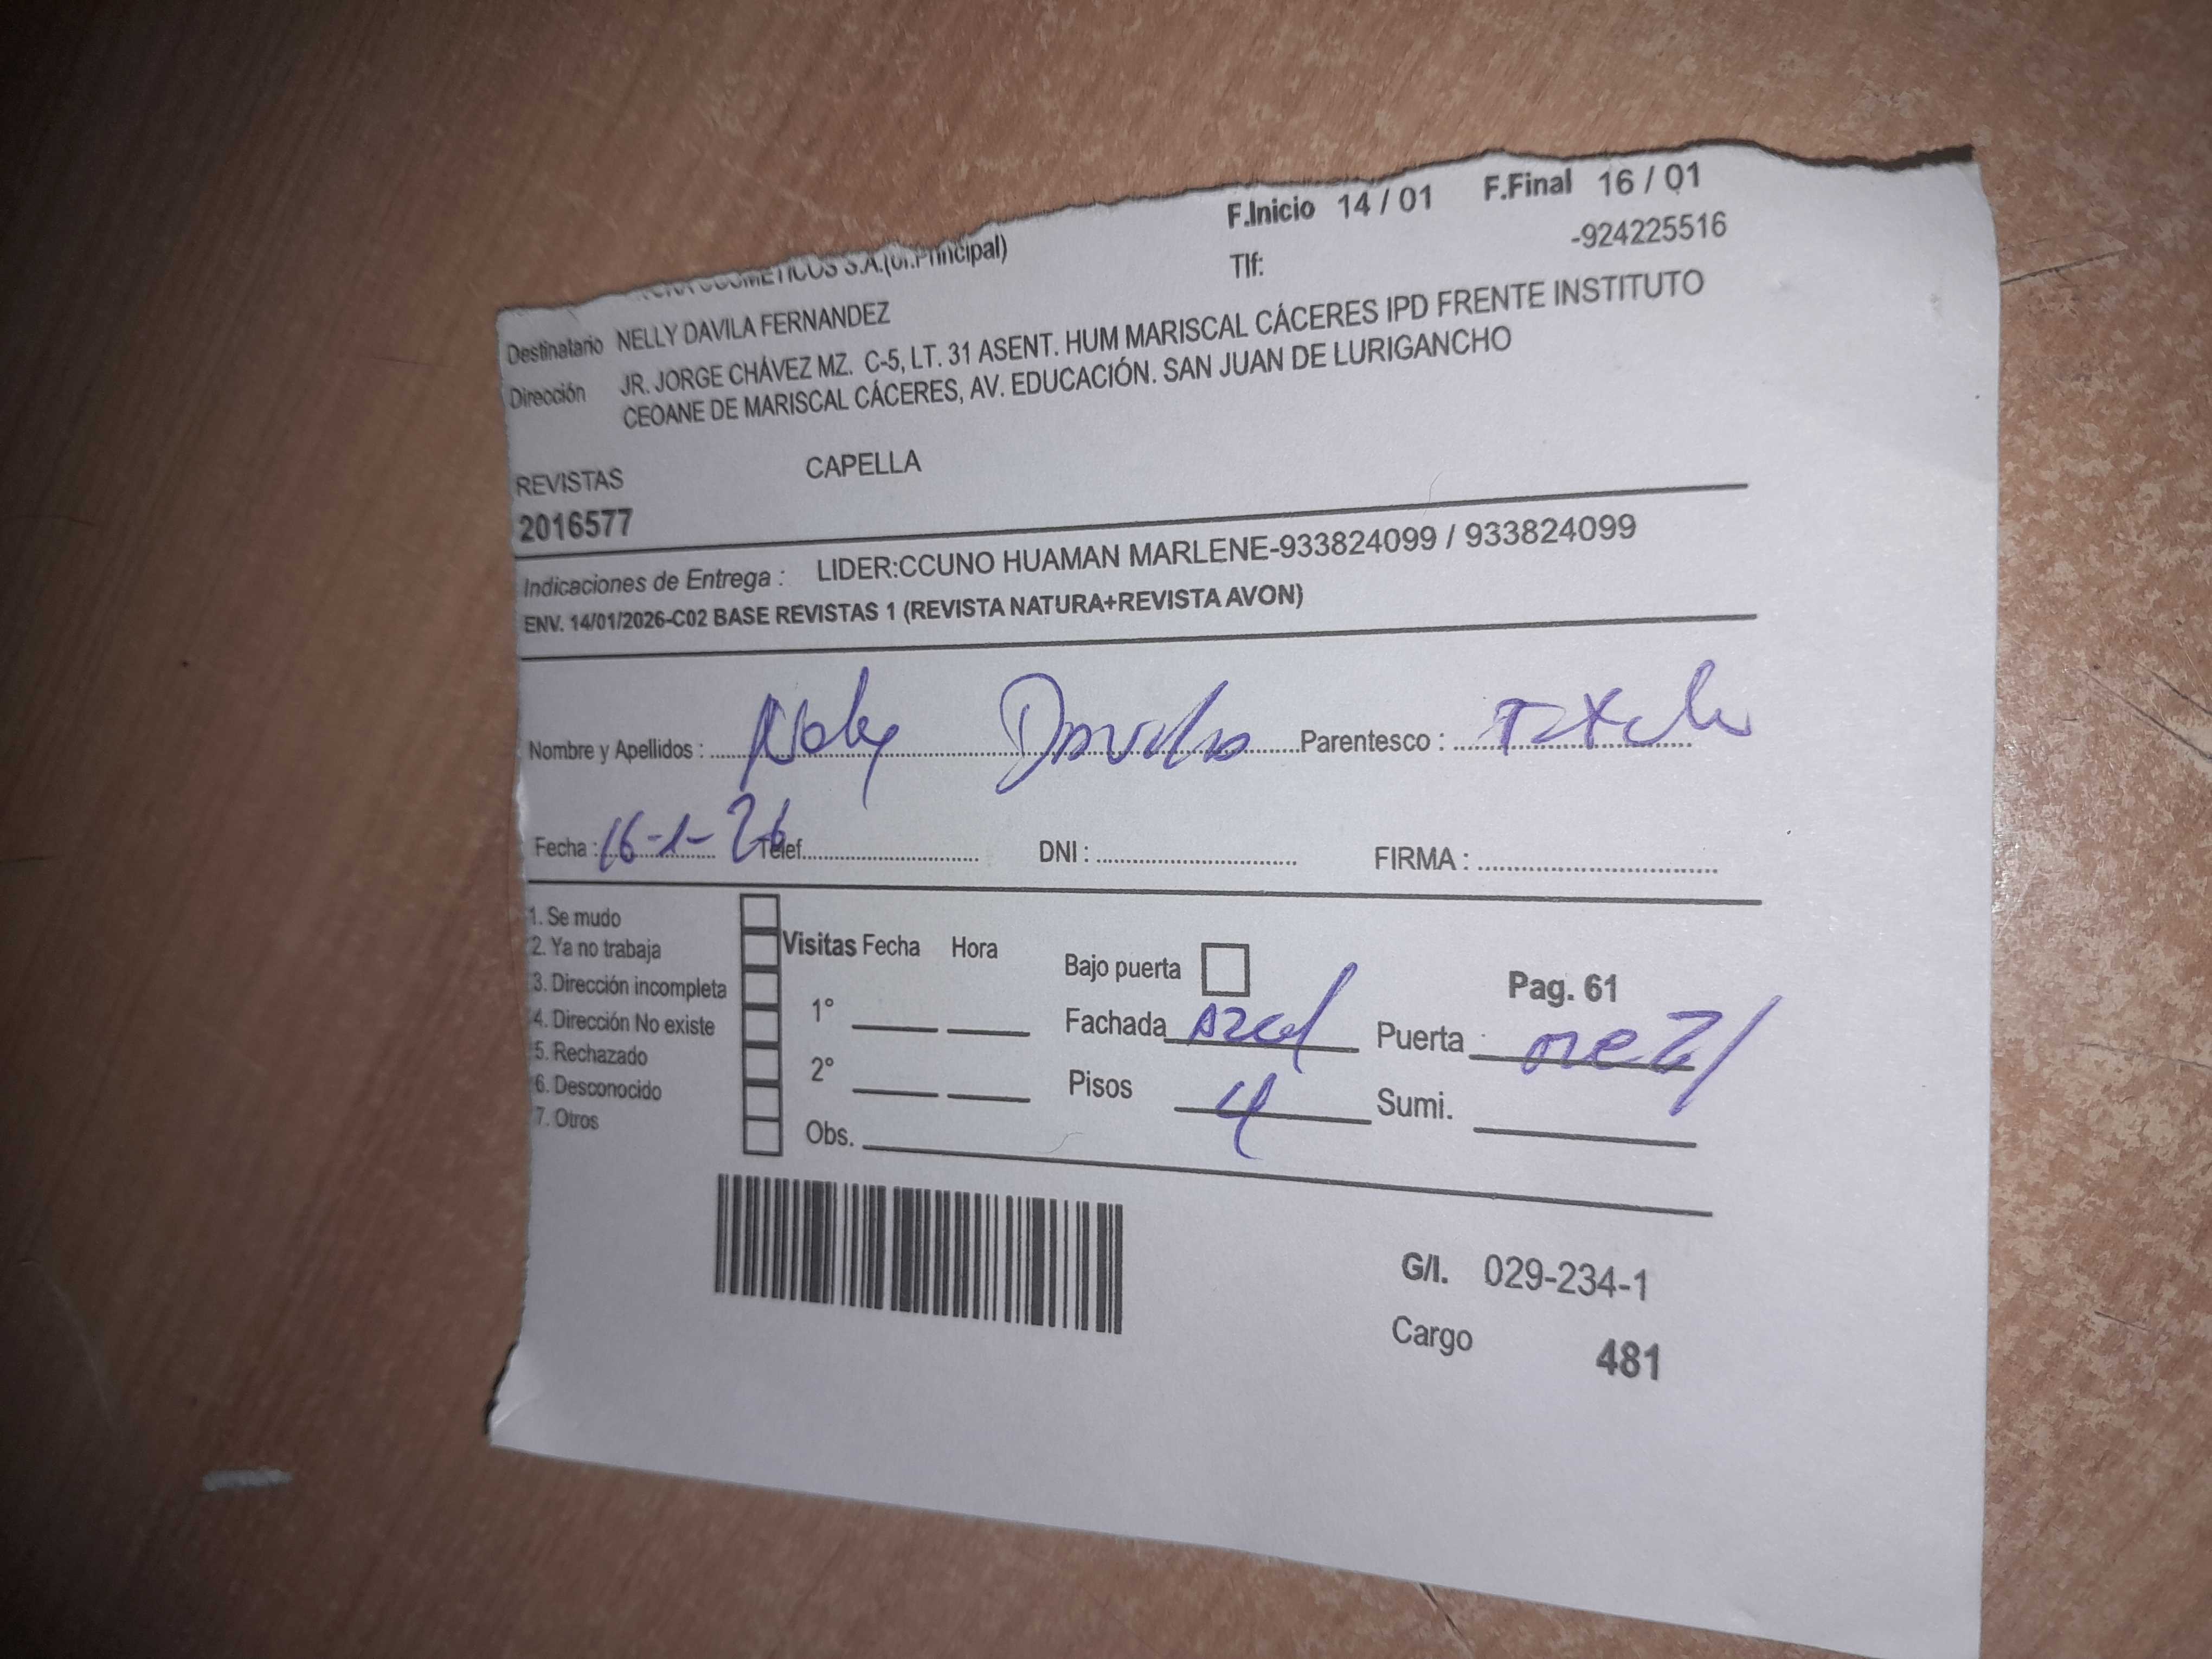 F.Inicio 14 / 01 F.Final 16 / 01
COSMETICOS S.A.(of.Principal) Tlf: -924225516
Destinatario NELLY DAVILA FERNANDEZ
Dirección JR. JORGE CHÁVEZ MZ. C-5, LT. 31 ASENT. HUM MARISCAL CÁCERES IPD FRENTE INSTITUTO
CEOANE DE MARISCAL CÁCERES, AV. EDUCACIÓN. SAN JUAN DE LURIGANCHO
REVISTAS CAPELLA
2016577
Indicaciones de Entrega : LIDER:CCUNO HUAMAN MARLENE-933824099 / 933824099
ENV. 14/01/2026-C02 BASE REVISTAS 1 (REVISTA NATURA+REVISTA AVON)
Nombre y Apellidos : Nely Davila Parentesco :
Fecha : 16-1-26 Telef. DNI : FIRMA :
1. Se mudo
2. Ya no trabaja Visitas Fecha Hora Bajo puerta Pag. 61
3. Dirección incompleta
4. Dirección No existe 1° Fachada Azul Puerta
5. Rechazado
6. Desconocido 2° Pisos 4 Sumi.
7. Otros Obs.
G/I. 029-234-1
Cargo 481